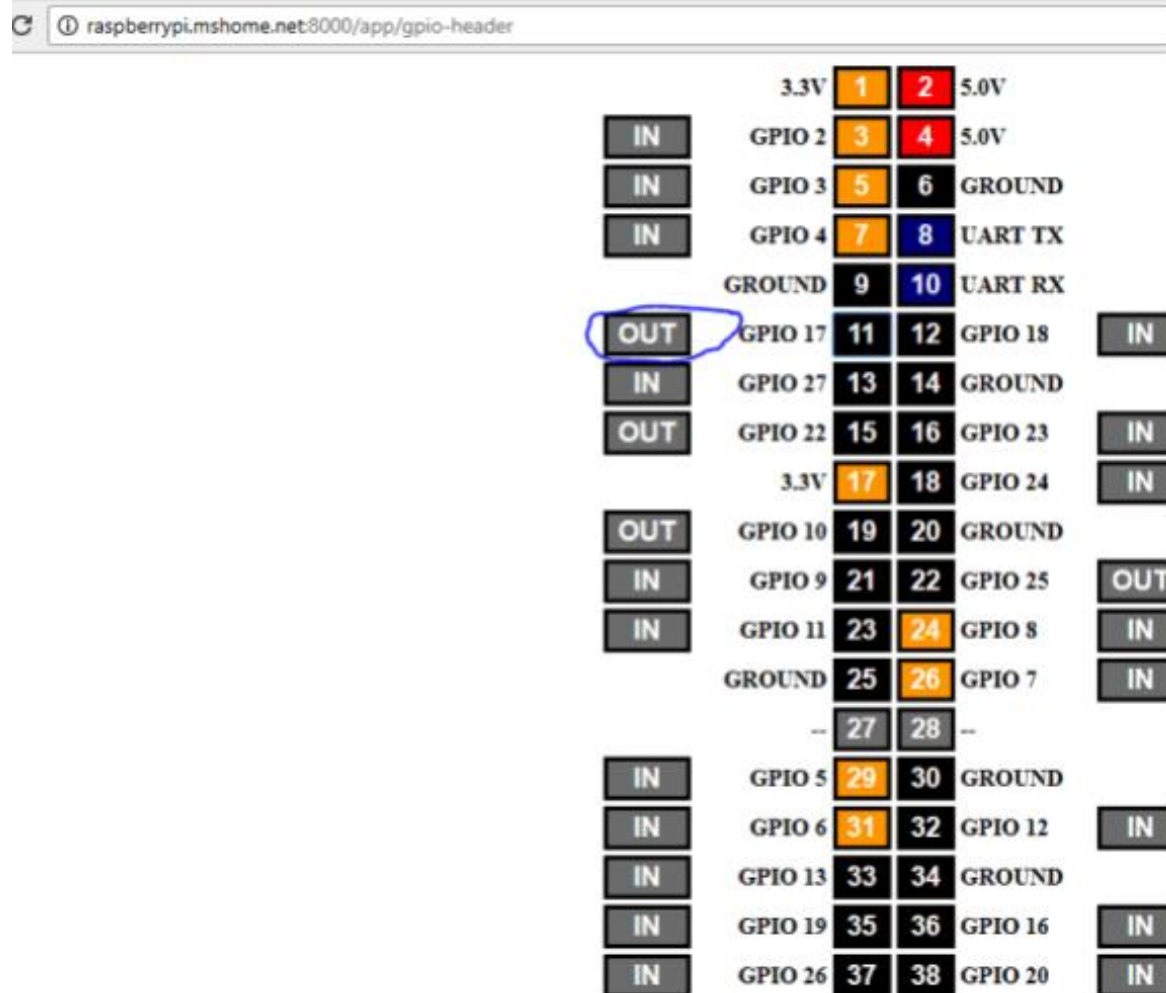 raspberrypi.mshome.net:8000/app/gpio-header
3.3V 1 2 5.0V
IN GPIO 2 3 4 5.0V
IN GPIO 3 5 6 GROUND
IN GPIO 4 7 8 UART TX
GROUND 9 10 UART RX
OUT GPIO 17 11 12 GPIO 18 IN
IN GPIO 27 13 14 GROUND
OUT GPIO 22 15 16 GPIO 23 IN
3.3V 17 18 GPIO 24 IN
OUT GPIO 10 19 20 GROUND
IN GPIO 9 21 22 GPIO 25 OUT
IN GPIO 11 23 24 GPIO 8 IN
GROUND 25 26 GPIO 7 IN
-- 27 28 --
IN GPIO 5 29 30 GROUND
IN GPIO 6 31 32 GPIO 12 IN
IN GPIO 13 33 34 GROUND
IN GPIO 19 35 36 GPIO 16 IN
IN GPIO 26 37 38 GPIO 20 IN